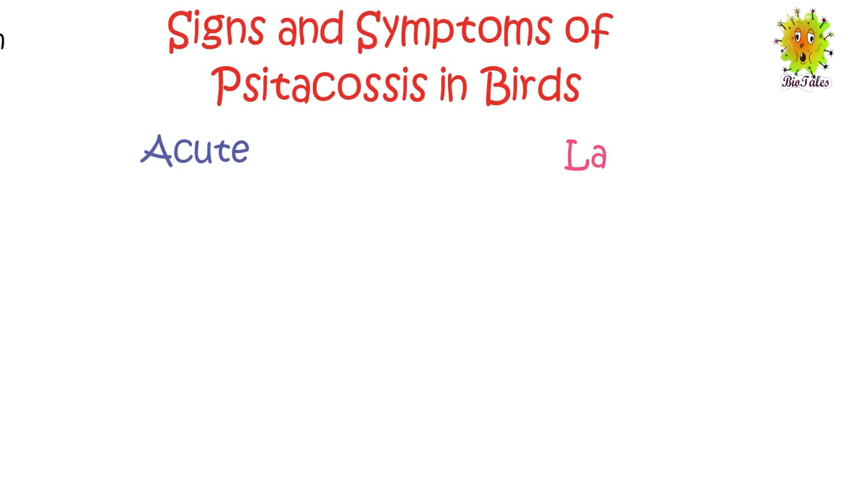 n
Signs and Symptoms of
Psitacossis in Birds
BioTales
Acute
La